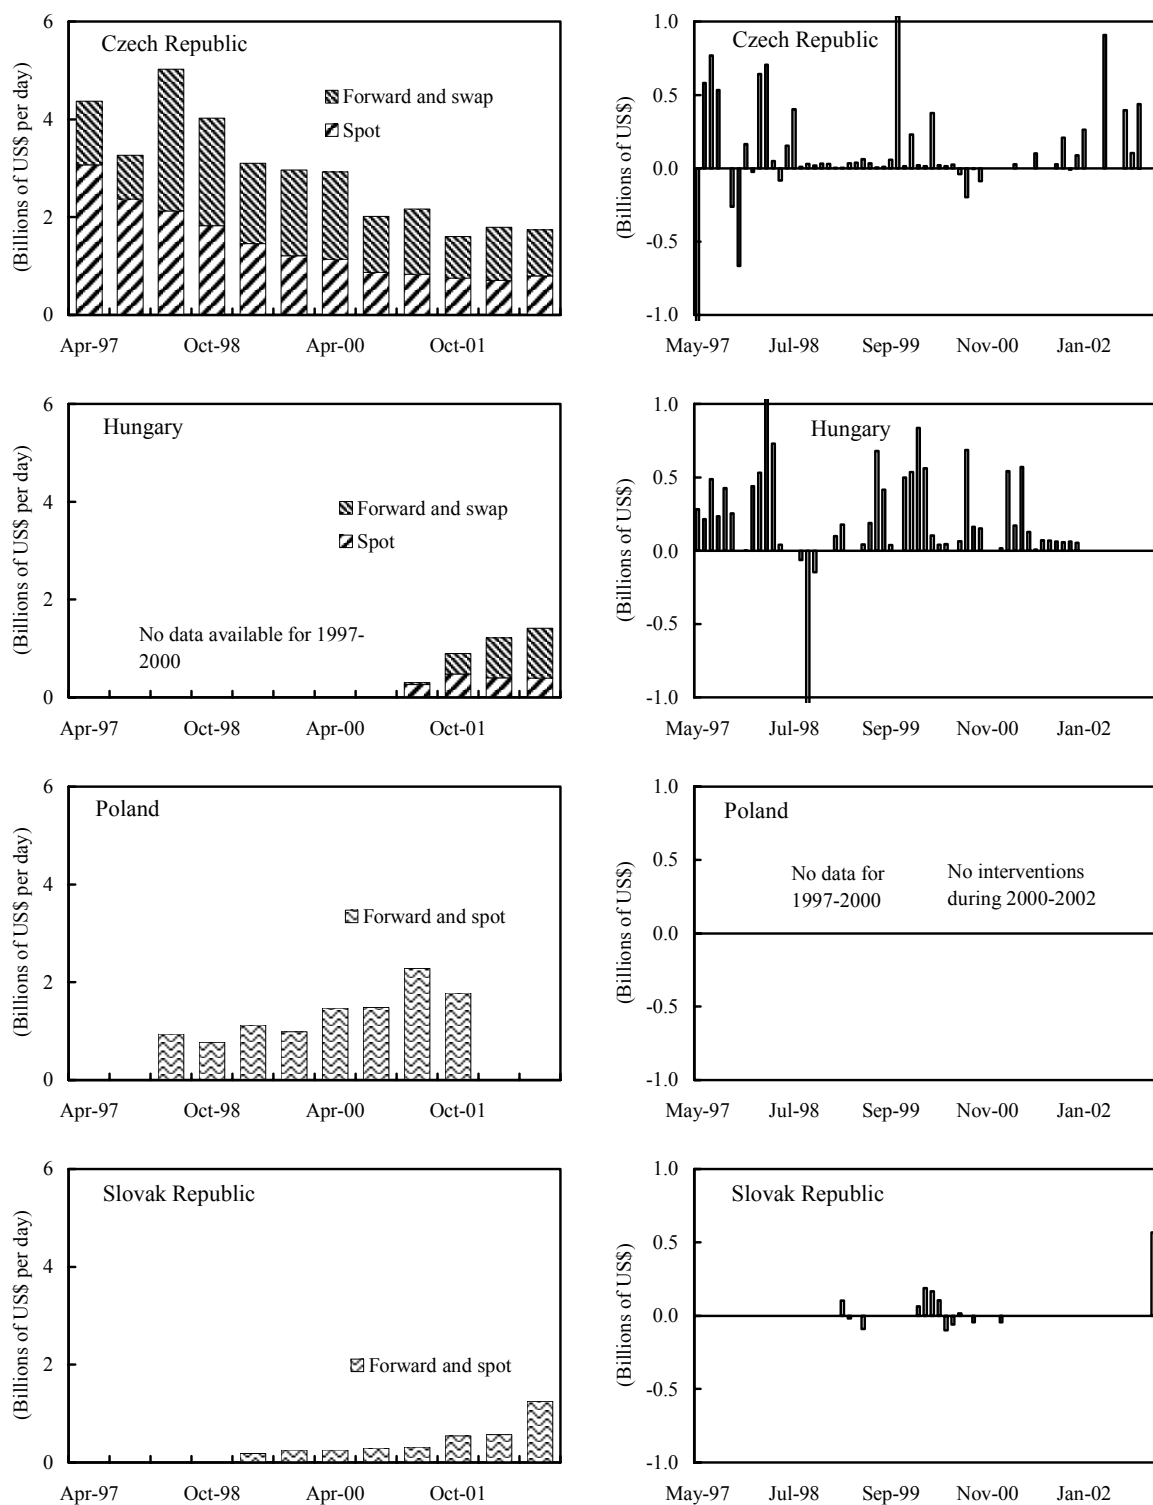 6
Czech Republic
Forward and swap
Spot
4
2
0
(Billions of US$ per day)
Apr-97 Oct-98 Apr-00 Oct-01
1.0
Czech Republic
0.5
0.0
-0.5
-1.0
(Billions of US$)
May-97 Jul-98 Sep-99 Nov-00 Jan-02
6
Hungary
4
Forward and swap
Spot
2
No data available for 1997-
2000
0
(Billions of US$ per day)
Apr-97 Oct-98 Apr-00 Oct-01
1.0
Hungary
0.5
0.0
-0.5
-1.0
(Billions of US$)
May-97 Jul-98 Sep-99 Nov-00 Jan-02
6
Poland
4
Forward and spot
2
0
(Billions of US$ per day)
Apr-97 Oct-98 Apr-00 Oct-01
1.0
Poland
0.5
No data for
1997-2000
No interventions
during 2000-2002
0.0
-0.5
-1.0
(Billions of US$)
May-97 Jul-98 Sep-99 Nov-00 Jan-02
6
Slovak Republic
4
2
Forward and spot
0
(Billions of US$ per day)
Apr-97 Oct-98 Apr-00 Oct-01
1.0
Slovak Republic
0.5
0.0
-0.5
-1.0
(Billions of US$)
May-97 Jul-98 Sep-99 Nov-00 Jan-02